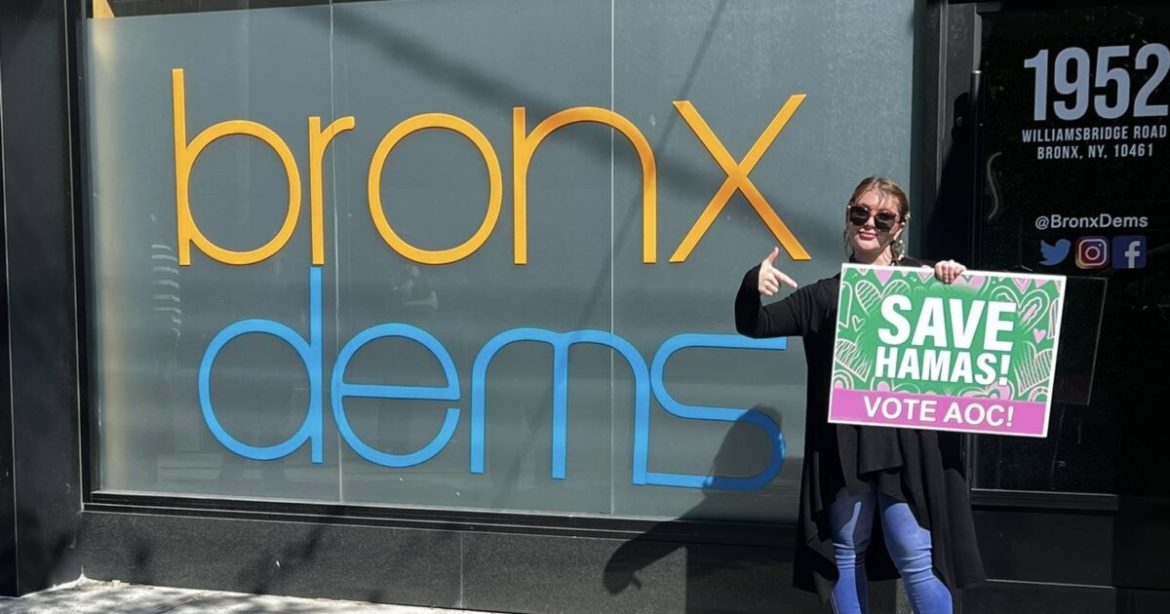 bronx
dems
1952
WILLIAMSBRIDGE ROAD
BRONX, NY, 10461
@BronxDems
SAVE
HAMAS!
VOTE AOC!